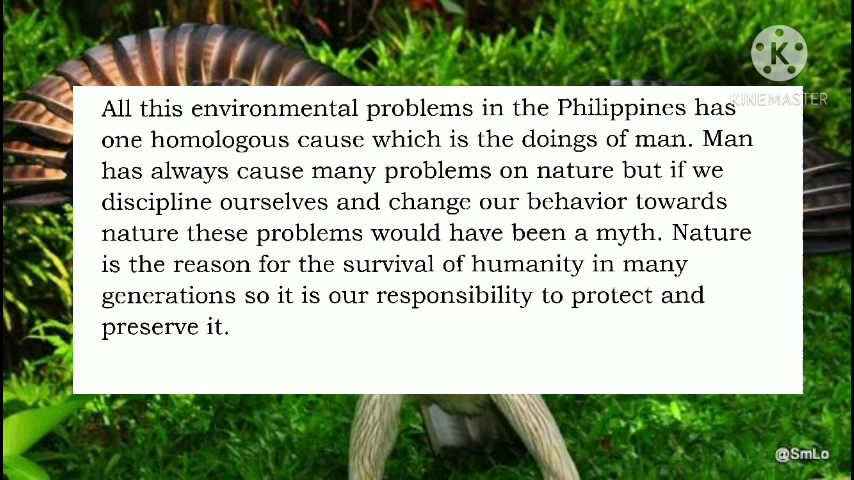 K
KINEMASTER
All this environmental problems in the Philippines has
one homologous cause which is the doings of man. Man
has always cause many problems on nature but if we
discipline ourselves and change our behavior towards
nature these problems would have been a myth. Nature
is the reason for the survival of humanity in many
generations so it is our responsibility to protect and
preserve it.
@SmLo